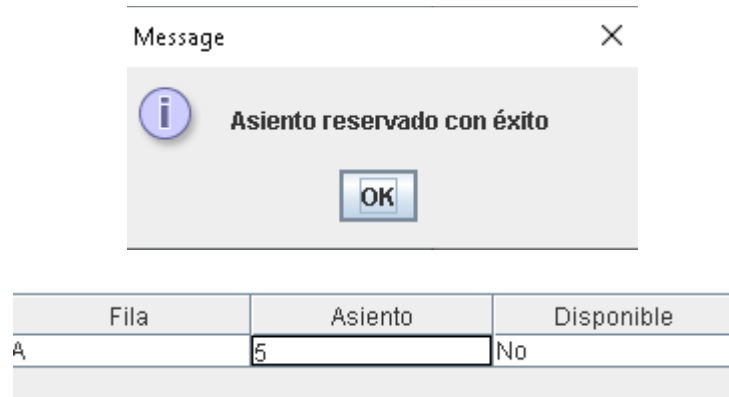 Message
Asiento reservado con éxito
OK
Fila Asiento Disponible
A 5 No